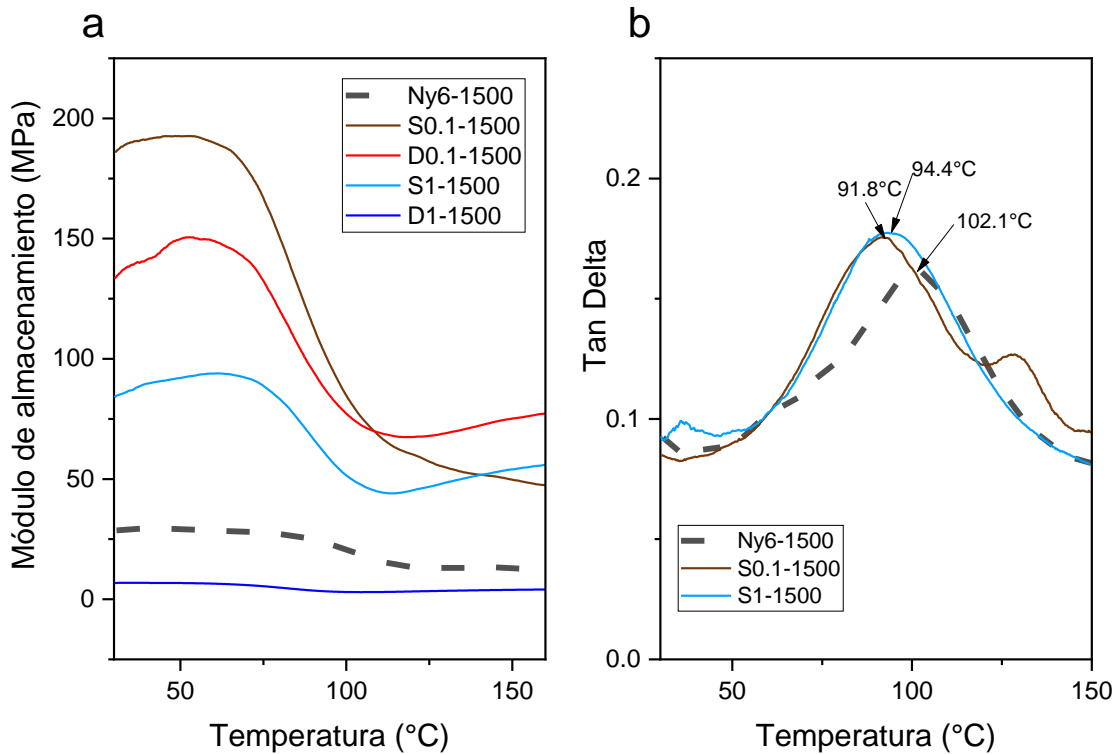 a
Módulo de almacenamiento (MPa)
200
150
100
50
0
50
100
150
Temperatura (°C)
Ny6-1500
S0.1-1500
D0.1-1500
S1-1500
D1-1500
b
Tan Delta
0.2
0.1
0.0
50
100
150
Temperatura (°C)
91.8°C
94.4°C
102.1°C
Ny6-1500
S0.1-1500
S1-1500